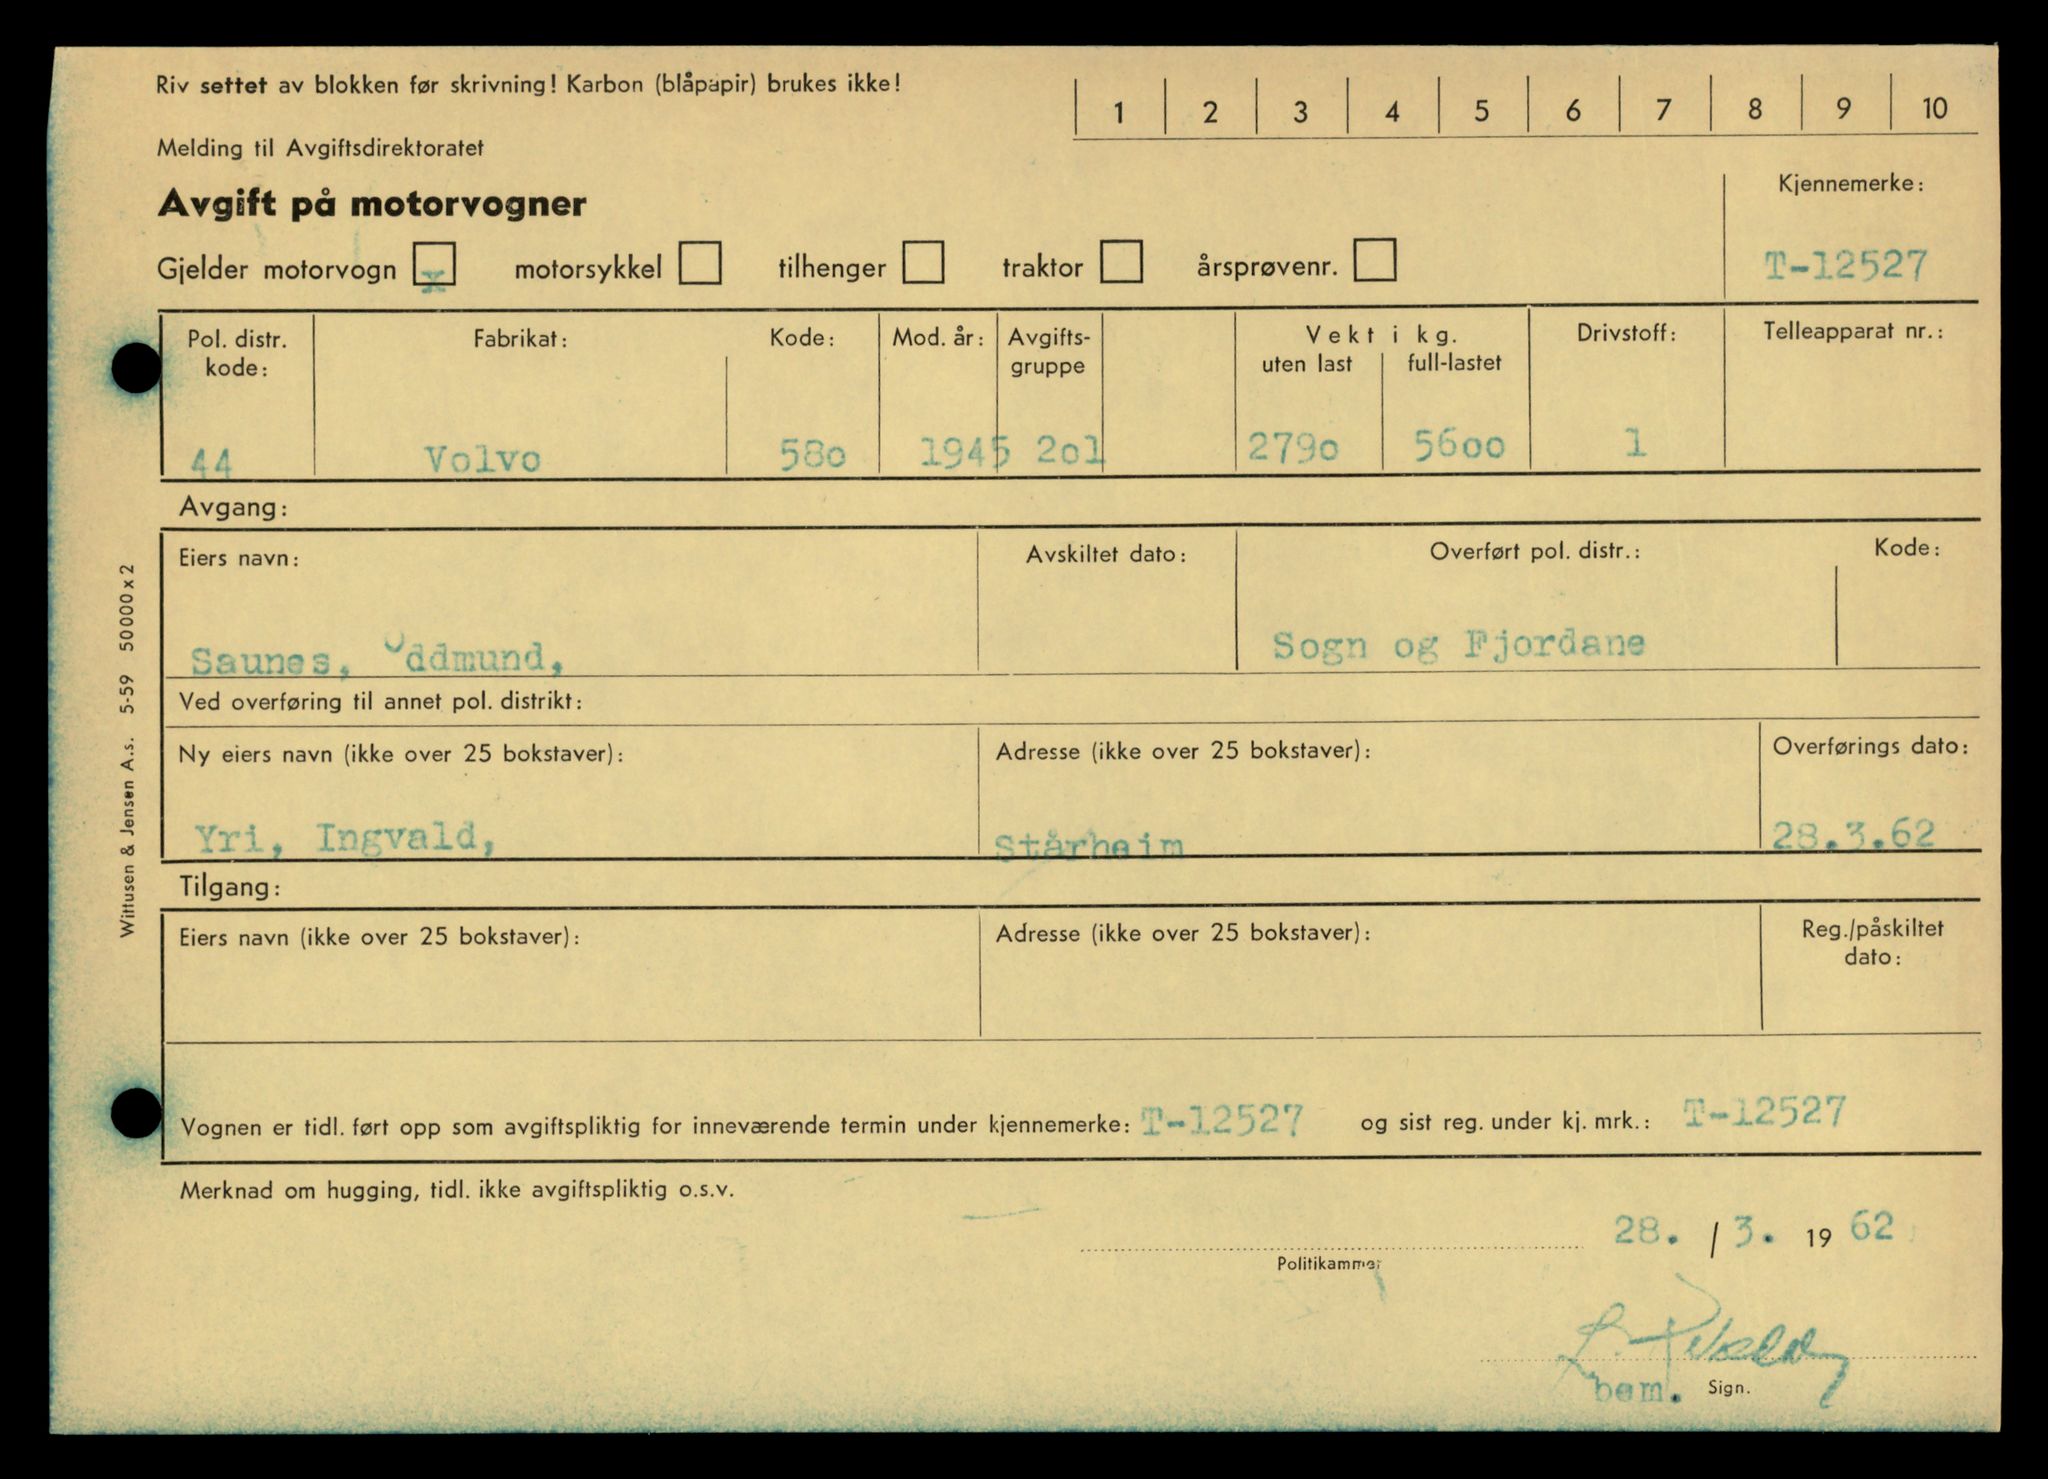 Riv settet av blokken før skrivning! Karbon (blåpapir) brukes ikke!
1 2 3 4 5 6 7 8 9 10
Melding til Avgiftsdirektoratet
Avgift på motorvogner
Kjennemerke:
Gjelder motorvogn x motorsykkel tilhenger traktor årsprøvenr.
T-12527
Pol. distr. kode: Fabrikat: Kode: Mod. år: Avgifts-gruppe Vekt i kg. uten last full-lastet Drivstoff: Telleapparat nr.:
44 Volvo 580 1945 2o1 279o 56oo 1
Avgang:
Eiers navn: Avskiltet dato: Overført pol. distr.: Kode:
Saunes, Oddmund, Sogn og Fjordane
Ved overføring til annet pol. distrikt:
Ny eiers navn (ikke over 25 bokstaver): Adresse (ikke over 25 bokstaver): Overførings dato:
Yri, Ingvald, Stårheim 28.3.62
Tilgang:
Eiers navn (ikke over 25 bokstaver): Adresse (ikke over 25 bokstaver): Reg./påskiltet dato:
Vognen er tidl. ført opp som avgiftspliktig for inneværende termin under kjennemerke: T-12527 og sist reg. under kj. mrk.: T-12527
Merknad om hugging, tidl. ikke avgiftspliktig o.s.v.
28. / 3. 19 62
Politikammer
bem. Sign.
Wittusen & Jensen A.s. 5-59 50000x2